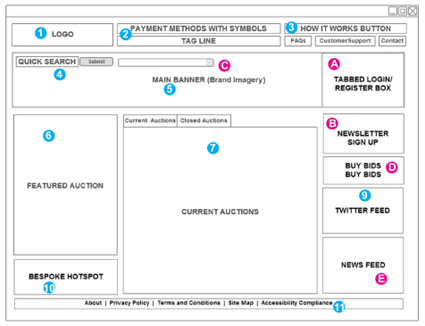 PAYMENT METHODS WITH SYMBOLS
3 HOW IT WORKS BUTTON
1 LOGO
2
TAG LINE
FAQs CustomerSupport Contact
QUICK SEARCH Submit
C
A
4
MAIN BANNER (Brand Imagery)
5
TABBED LOGIN/
REGISTER BOX
Current Auctions Closed Auctions
B
6
7
NEWSLETTER
SIGN UP
BUY BIDS
BUY BIDS
D
FEATURED AUCTION
9
CURRENT AUCTIONS
TWITTER FEED
BESPOKE HOTSPOT
10
NEWS FEED
E
About | Privacy Policy | Terms and Conditions | Site Map | Accessibility Compliance
11